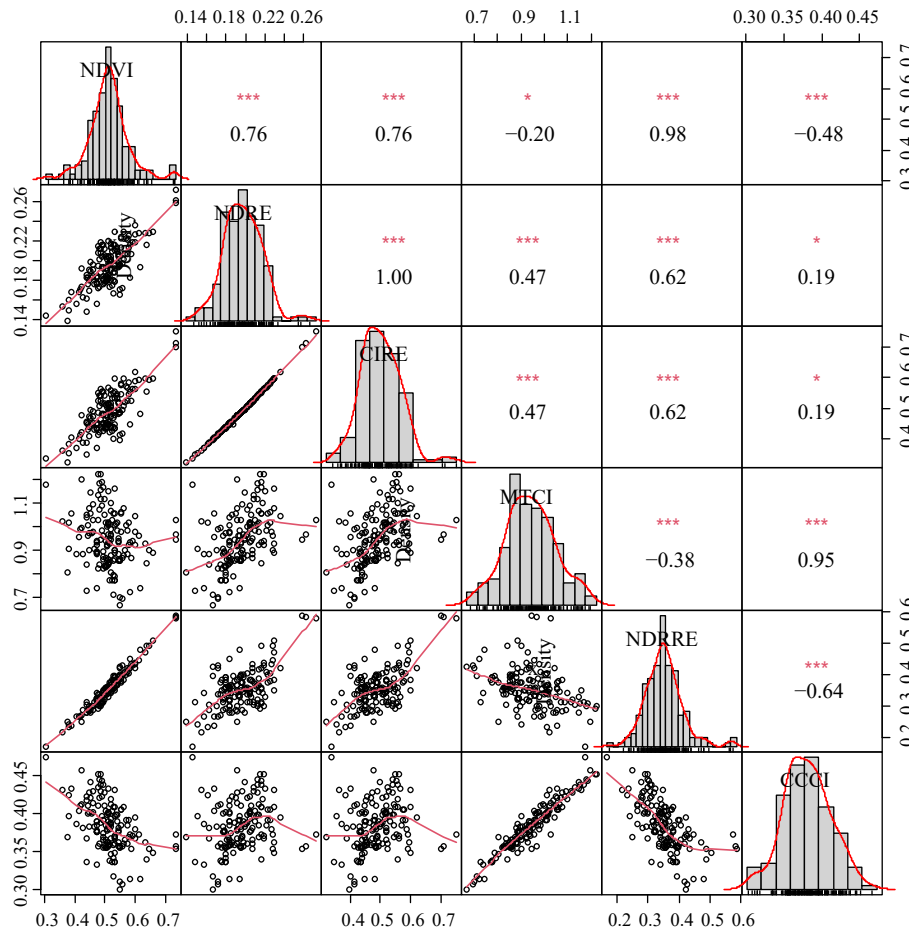 0.14 0.18 0.22 0.26 0.7 0.9 1.1 0.30 0.35 0.40 0.45
NDVI *** *** * *** ***
0.76 0.76 −0.20 0.98 −0.48
0.3 0.4 0.5 0.6 0.7
0.14 0.18 0.22 0.26
Density NDRE *** *** *** *
1.00 0.47 0.62 0.19
CIRE *** *** *
0.47 0.62 0.19
0.4 0.5 0.6 0.7
0.7 0.9 1.1
Density MTCI *** ***
−0.38 0.95
NDRRE ***
−0.64
0.2 0.3 0.4 0.5 0.6
0.30 0.35 0.40 0.45
CCCI
0.3 0.4 0.5 0.6 0.7 0.4 0.5 0.6 0.7 0.2 0.3 0.4 0.5 0.6